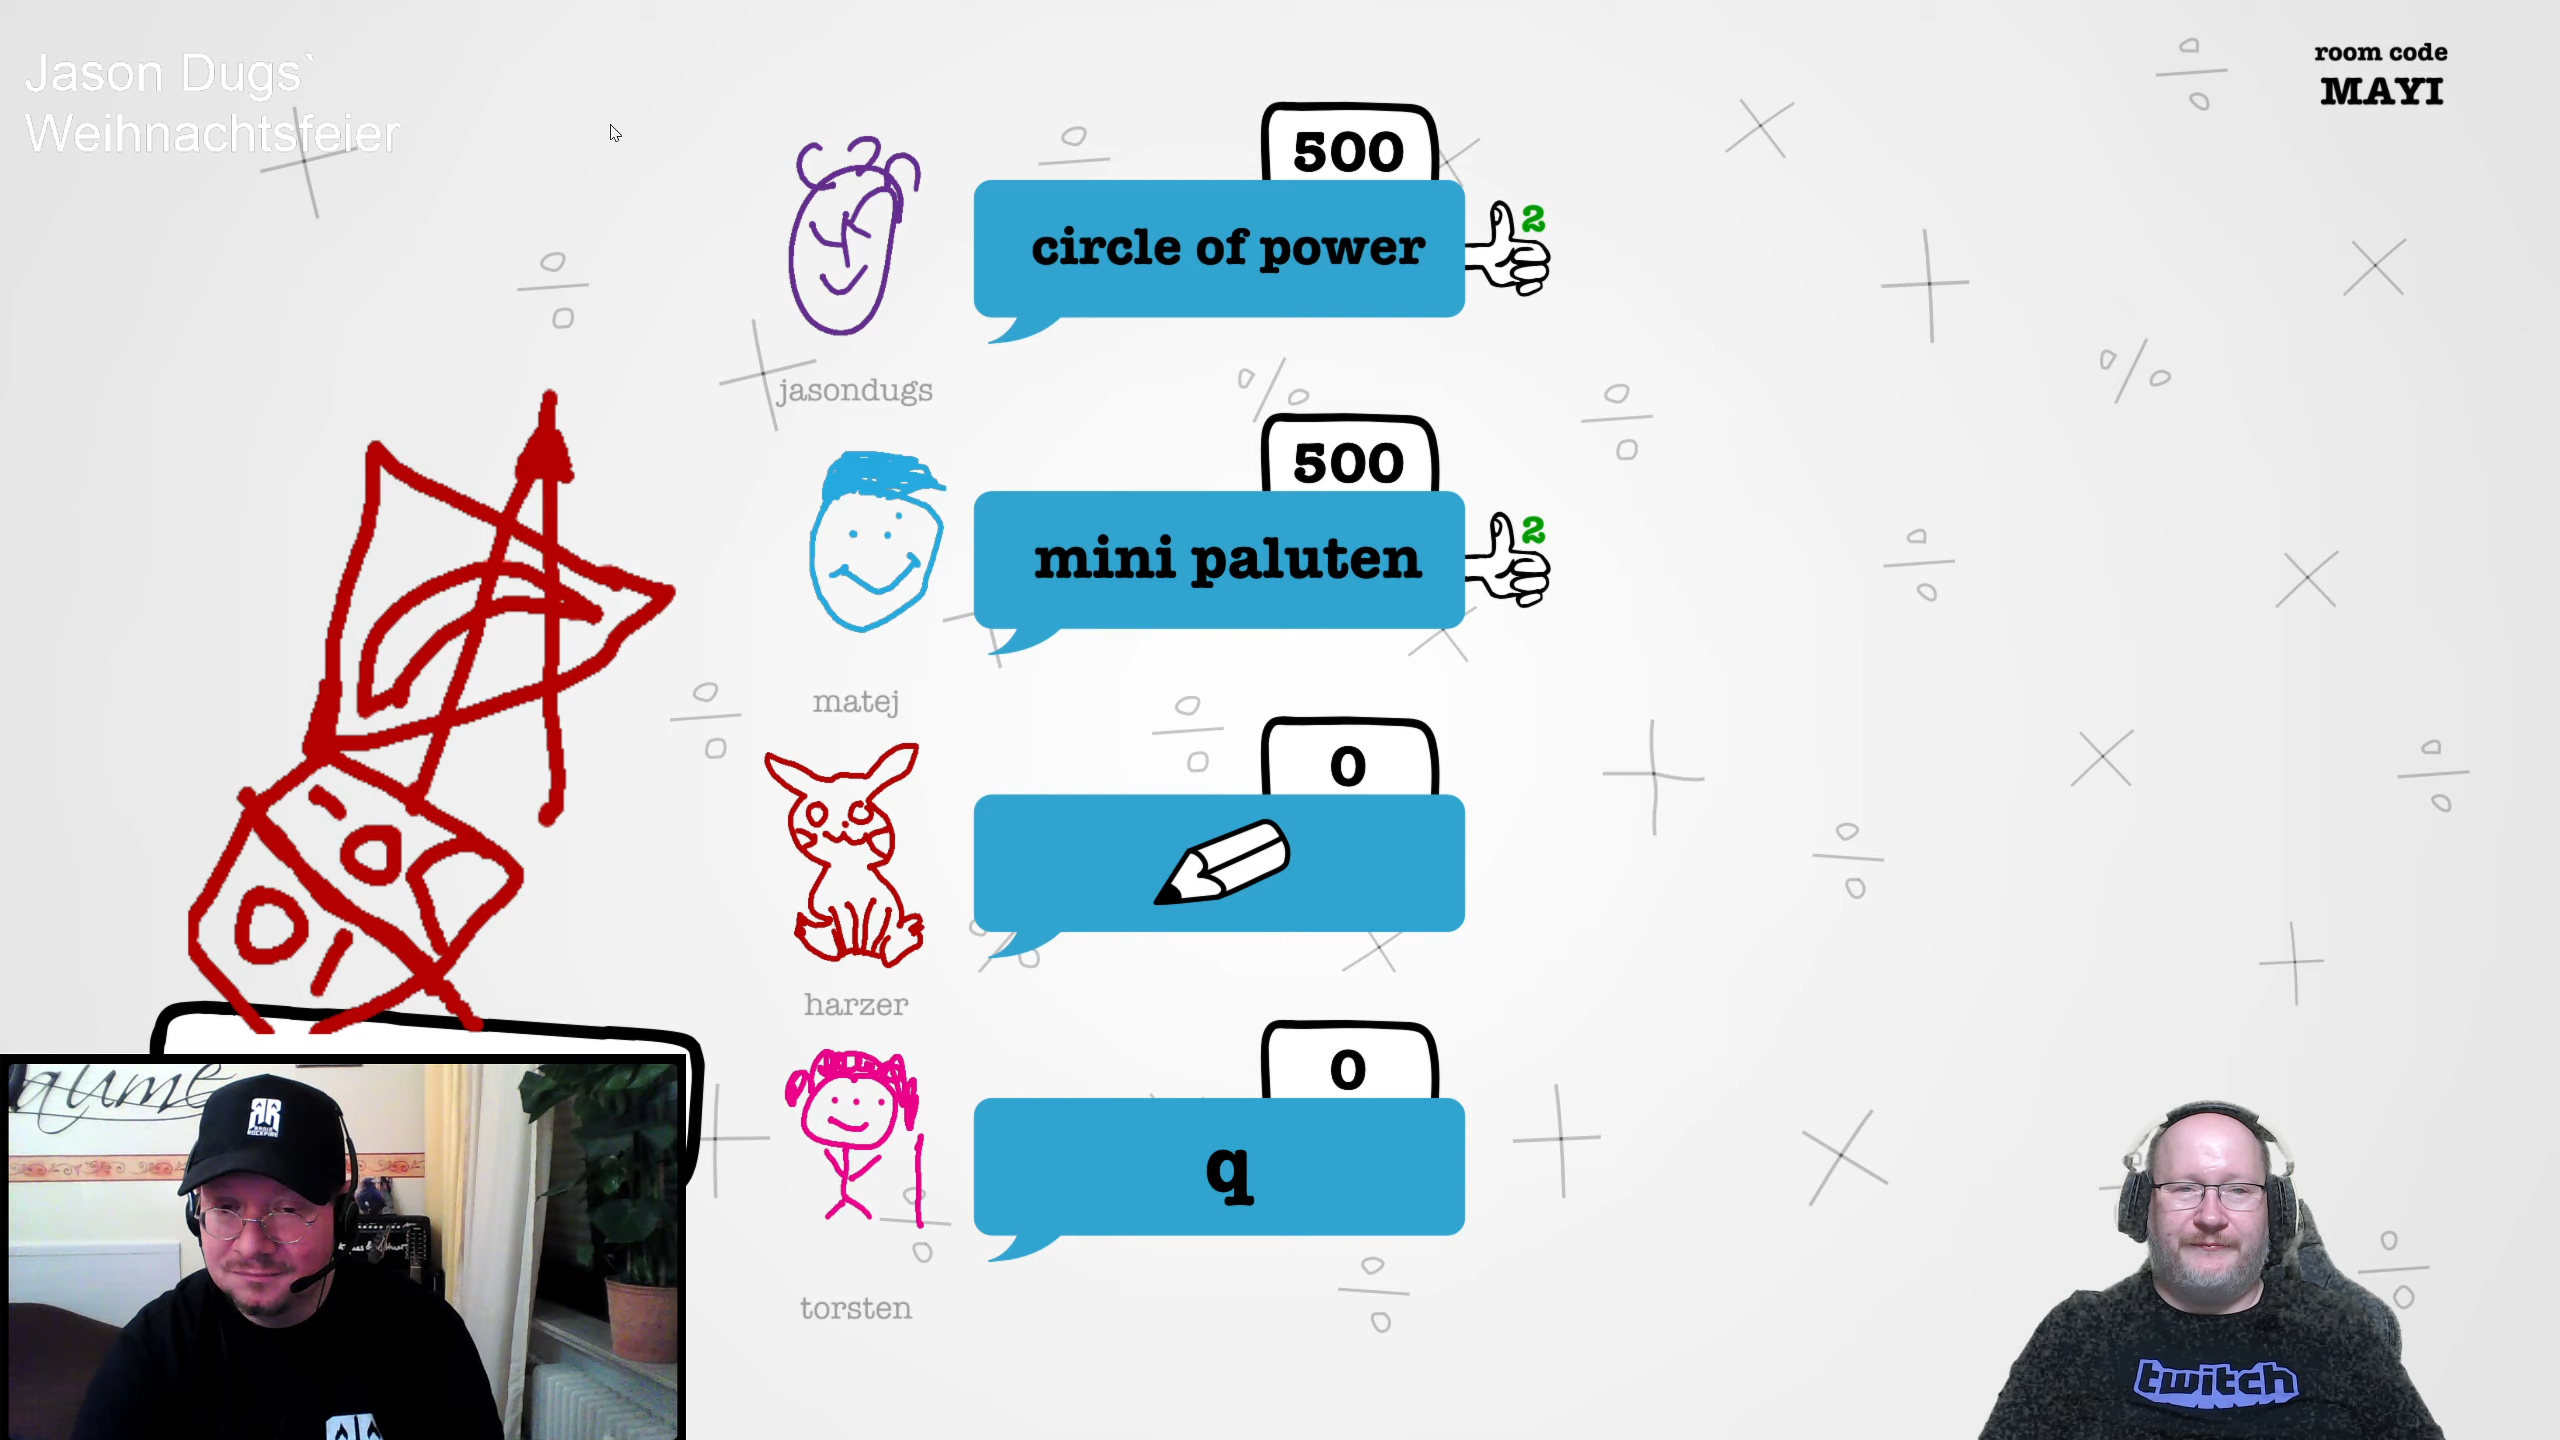 Jason Dugs`
Weihnachtsfeier
room code
MAYI
500
circle of power
2
jasondugs
500
mini paluten
2
matej
0
harzer
0
q
torsten
RR
twitch